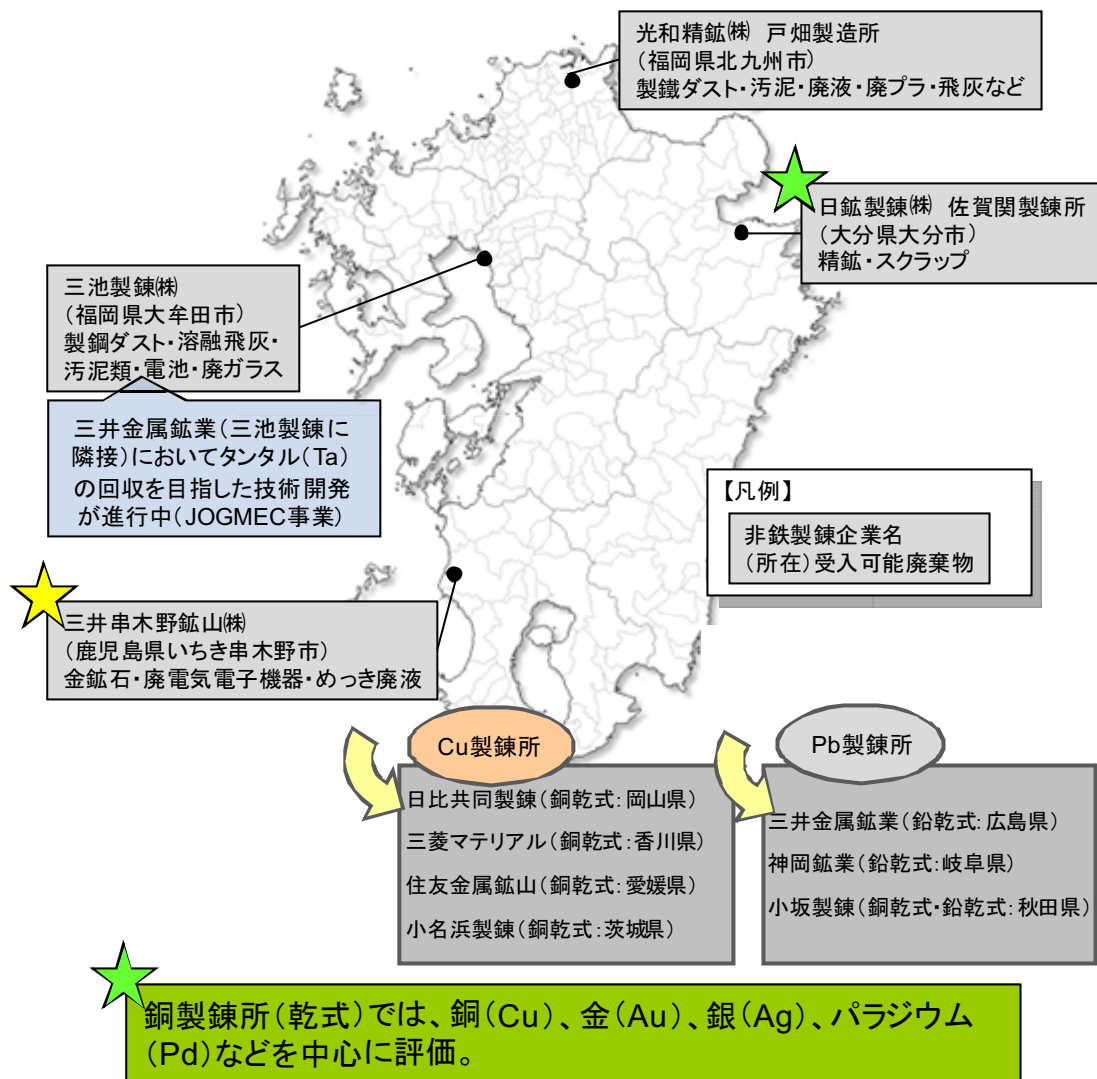 光和精鉱㈱ 戸畑製造所
(福岡県北九州市)
製鐵ダスト・汚泥・廃液・廃プラ・飛灰など
日鉱製錬㈱ 佐賀関製錬所
(大分県大分市)
精鉱・スクラップ
三池製錬㈱
(福岡県大牟田市)
製鋼ダスト・溶融飛灰・
汚泥類・電池・廃ガラス
三井金属鉱業(三池製錬に
隣接)においてタンタル(Ta)
の回収を目指した技術開発
が進行中(JOGMEC事業)
【凡例】
非鉄製錬企業名
(所在)受入可能廃棄物
三井串木野鉱山㈱
(鹿児島県いちき串木野市)
金鉱石・廃電気電子機器・めっき廃液
Cu製錬所
日比共同製錬(銅乾式:岡山県)
三菱マテリアル(銅乾式:香川県)
住友金属鉱山(銅乾式:愛媛県)
小名浜製錬(銅乾式:茨城県)
Pb製錬所
三井金属鉱業(鉛乾式:広島県)
神岡鉱業(鉛乾式:岐阜県)
小坂製錬(銅乾式・鉛乾式:秋田県)
銅製錬所(乾式)では、銅(Cu)、金(Au)、銀(Ag)、パラジウム
(Pd)などを中心に評価。